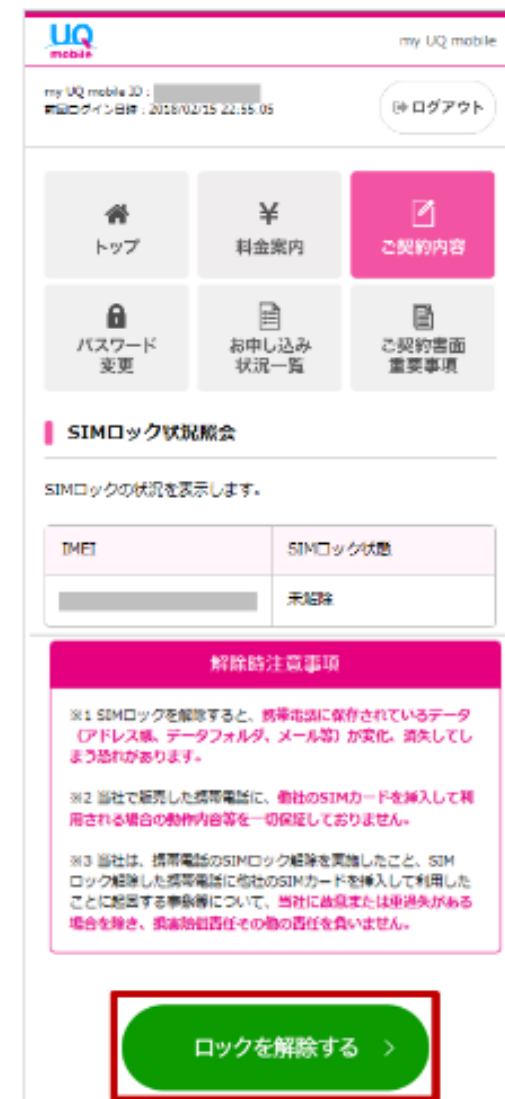 UQ
mobile
my UQ mobile
my UQ mobile ID :
前回ログイン日時 : 2018/02/15 22:55:05
ログアウト
トップ
料金案内
ご契約内容
パスワード
変更
お申し込み
状況一覧
ご契約書面
重要事項
SIMロック状況照会
SIMロックの状況を表示します。
IMEI
SIMロック状態
未解除
解除時注意事項
※1 SIMロックを解除すると、携帯電話に保存されているデータ
(アドレス帳、データフォルダ、メール等) が変化、消失してし
まう恐れがあります。
※2 当社で販売した携帯電話に、他社のSIMカードを挿入して利
用される場合の動作内容等を一切保証しておりません。
※3 当社は、携帯電話のSIMロック解除を実施したこと、SIM
ロック解除した携帯電話に他社のSIMカードを挿入して利用した
ことに起因する事象等について、当社に故意または重過失がある
場合を除き、損害賠償責任その他の責任を負いません。
ロックを解除する